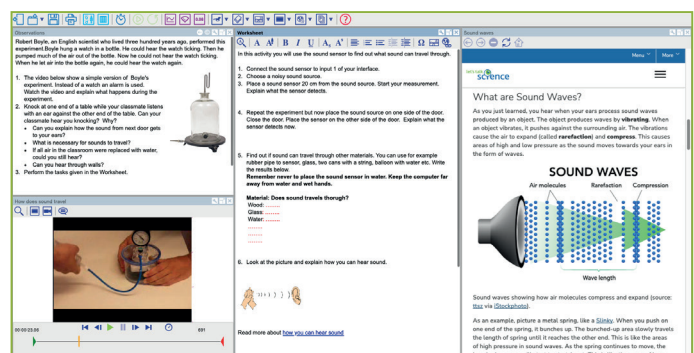 Observations
Robert Boyle, an English scientist who lived three hundred years ago, performed this
experiment.Boyle hung a watch in a bottle. He could hear the watch ticking. Then he
pumped much of the air out of the bottle. Now he could not hear the watch ticking.
When he let air into the bottle again, he could hear the watch again.
1. The video below show a simple version of Boyle's
experiment. Instead of a watch an alarm is used.
Watch the video and explain what happens during the
experiment.
2. Knock at one end of a table while your classmate listens
with an ear against the other end of the table. Can your
classmate hear you knocking? Why?
• Can you explain how the sound from next door gets
to your ears?
• What is necessary for sounds to travel?
• If all air in the classroom were replaced with water,
could you still hear?
• Can you hear through walls?
3. Perform the tasks given in the Worksheet.
How does sound travel
00:00:23.08
001
Worksheet
In this activity you will use the sound sensor to find out what sound can travel through.
1. Connect the sound sensor to input 1 of your interface.
2. Choose a noisy sound source.
3. Place a sound sensor 20 cm from the sound source. Start your measurement.
Explain what the sensor detects.
4. Repeat the experiment but now place the sound source on one side of the door.
Close the door. Place the sensor on the other side of the door. Explain what the
sensor detects now.
5. Find out if sound can travel through other materials. You can use for example
rubber pipe to sensor, glass, two cans with a string, balloon with water etc. Write
the results below.
Remember never to place the sound sensor in water. Keep the computer far
away from water and wet hands.
Material: Does sound travels thorugh?
Wood: ........
Glass: ........
Water: ........
........
........
........
6. Look at the picture and explain how you can hear sound.
Read more about how you can hear sound
Sound waves
Menu
More
science
What are Sound Waves?
As you just learned, you hear when your ears process sound waves
produced by an object. The object produces waves by vibrating. When
an object vibrates, it pushes against the surrounding air. The vibrations
cause the air to expand (called rarefaction) and compress. This causes
areas of high and low pressure as the sound moves towards your ears in
the form of waves.
SOUND WAVES
Air molecules Rarefaction Compression
Wave length
Sound waves showing how air molecules compress and expand (source:
ttsz via iStockphoto).
As an example, picture a metal spring, like a Slinky. When you push on
one end of the spring, it bunches up. The bunched-up area slowly travels
the length of spring until it reaches the other end. This is like the areas
of high pressure in sound waves. As the spring continues to move, the